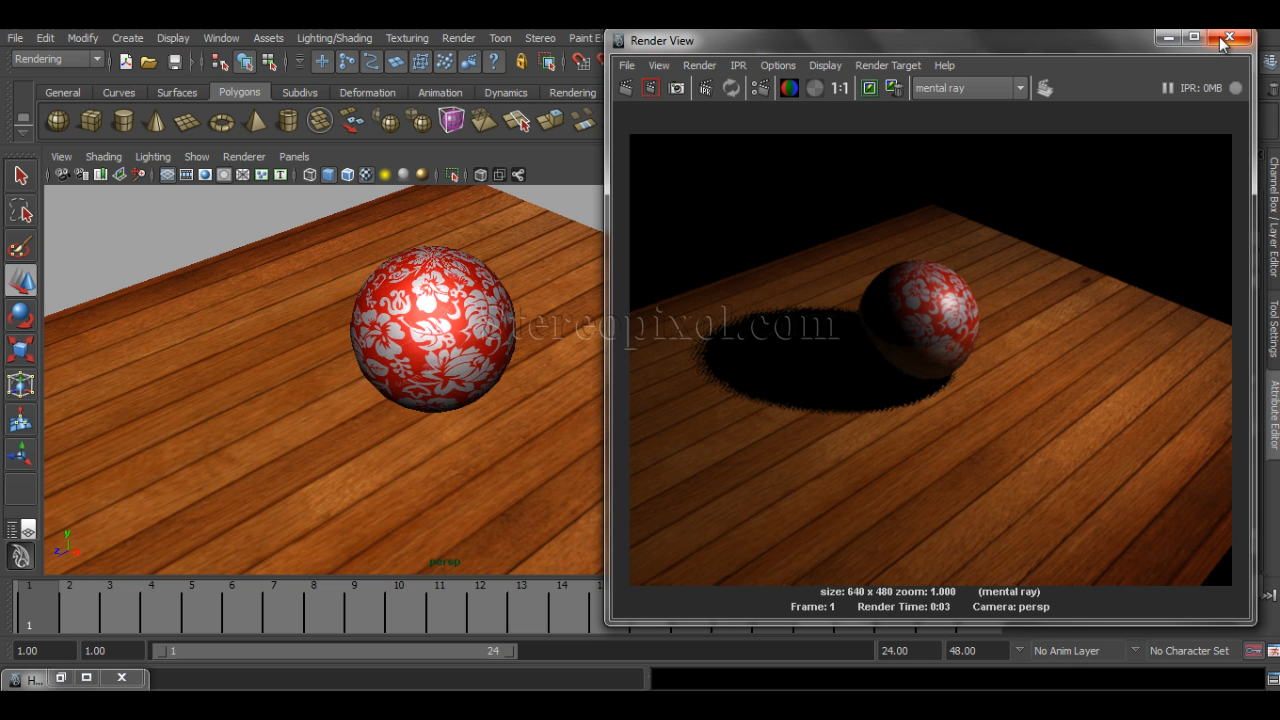 File Edit Modify Create Display Window Assets Lighting/Shading Texturing Render Toon Stereo Paint E
Render View
Rendering
File View Render IPR Options Display Render Target Help
1:1 mental ray IPR: 0MB
General Curves Surfaces Polygons Subdivs Deformation Animation Dynamics Rendering
View Shading Lighting Show Renderer Panels
Channel Box / Layer Editor
Tool Settings
Attribute Editor
stereopixol.com
y
z x
persp
size: 640 x 480 zoom: 1.000 (mental ray)
Frame: 1 Render Time: 0:03 Camera: persp
1 2 3 4 5 6 7 8 9 10 11 12 13 14
1
1.00 1.00 1 24 24.00 48.00 No Anim Layer No Character Set
H...